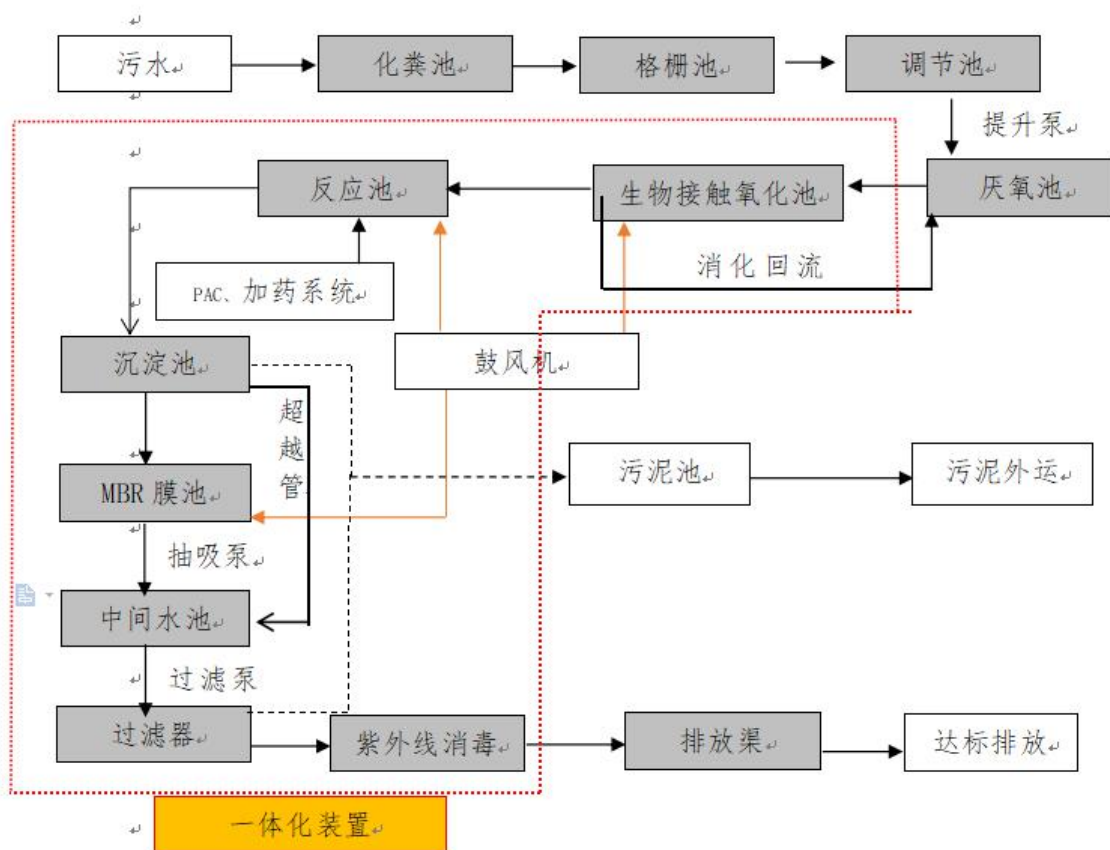 污水
化粪池
格栅池
调节池
提升泵
反应池
生物接触氧化池
厌氧池
消化回流
PAC、加药系统
沉淀池
鼓风机
超
越
管
MBR膜池
污泥池
污泥外运
抽吸泵
中间水池
过滤泵
过滤器
紫外线消毒
排放渠
达标排放
一体化装置